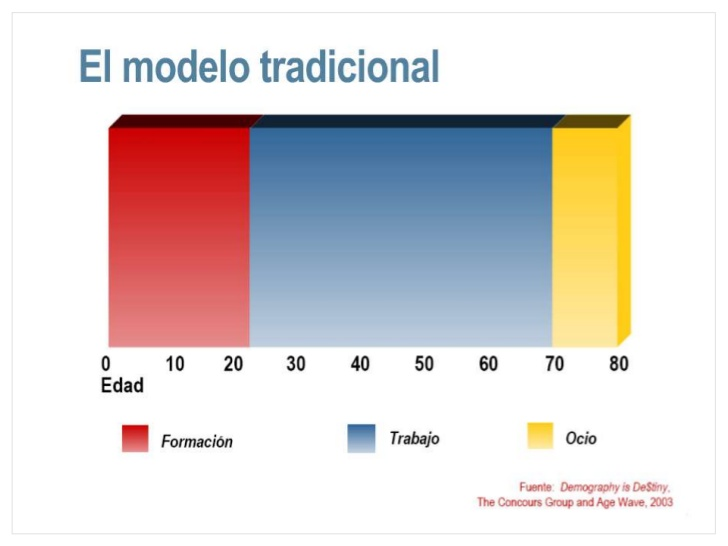 El modelo tradicional
0 10 20 30 40 50 60 70 80
Edad
Formación Trabajo Ocio
Fuente: Demography is De$tiny,
The Concours Group and Age Wave, 2003